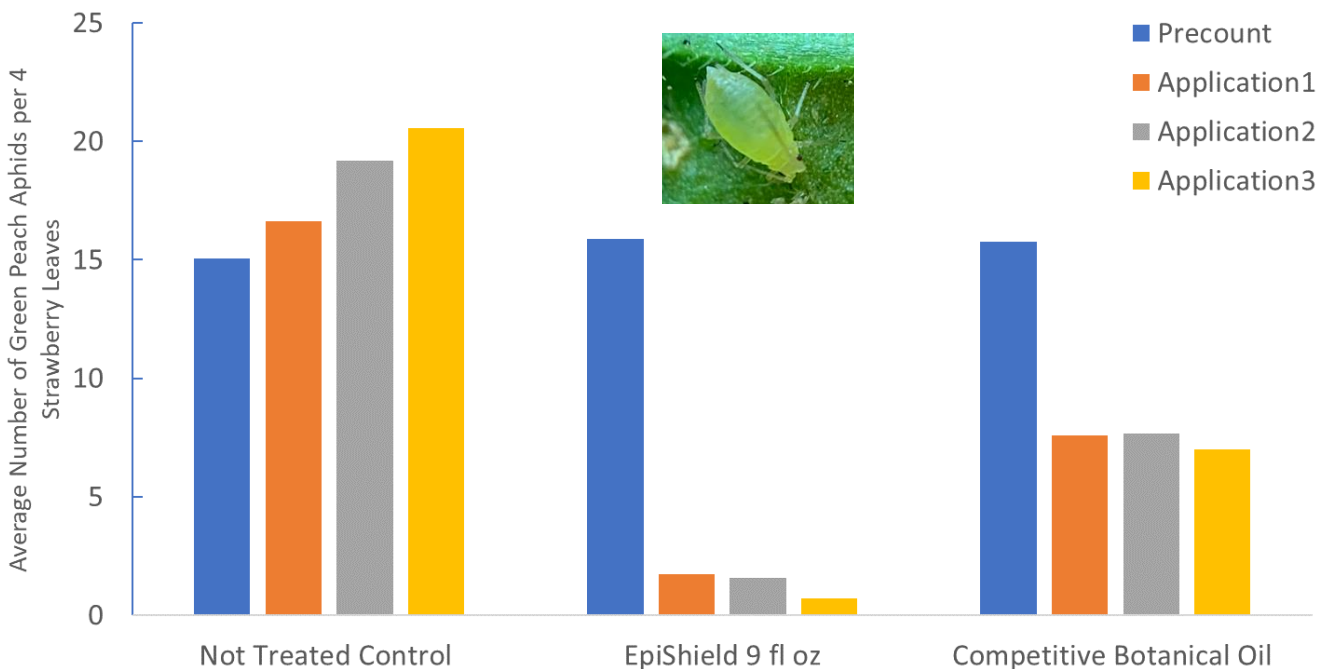 Average Number of Green Peach Aphids per 4
Strawberry Leaves
25
20
15
10
5
0
Precount
Application1
Application2
Application3
Not Treated Control
EpiShield 9 fl oz
Competitive Botanical Oil